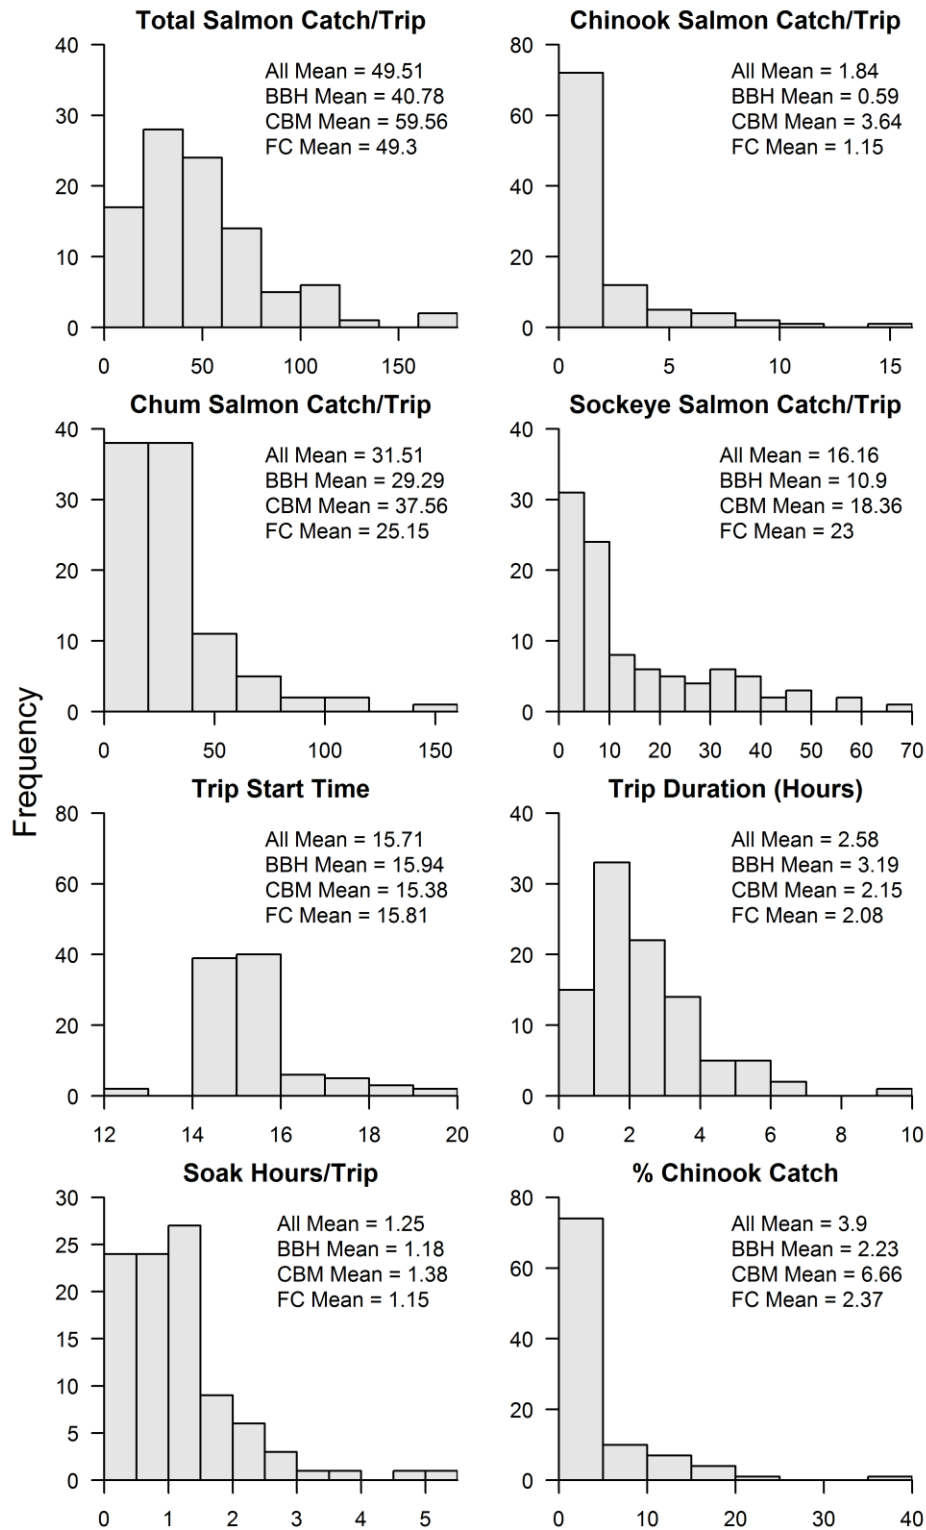 Total Salmon Catch/Trip
40
30
20
10
0
All Mean = 49.51
BBH Mean = 40.78
CBM Mean = 59.56
FC Mean = 49.3
0 50 100 150
Chinook Salmon Catch/Trip
80
60
40
20
0
All Mean = 1.84
BBH Mean = 0.59
CBM Mean = 3.64
FC Mean = 1.15
0 5 10 15
Chum Salmon Catch/Trip
40
30
20
10
0
All Mean = 31.51
BBH Mean = 29.29
CBM Mean = 37.56
FC Mean = 25.15
0 50 100 150
Sockeye Salmon Catch/Trip
40
30
20
10
0
All Mean = 16.16
BBH Mean = 10.9
CBM Mean = 18.36
FC Mean = 23
0 10 20 30 40 50 60 70
Frequency
Trip Start Time
80
60
40
20
0
All Mean = 15.71
BBH Mean = 15.94
CBM Mean = 15.38
FC Mean = 15.81
12 14 16 18 20
Trip Duration (Hours)
40
30
20
10
0
All Mean = 2.58
BBH Mean = 3.19
CBM Mean = 2.15
FC Mean = 2.08
0 2 4 6 8 10
Soak Hours/Trip
30
25
20
15
10
5
0
All Mean = 1.25
BBH Mean = 1.18
CBM Mean = 1.38
FC Mean = 1.15
0 1 2 3 4 5
% Chinook Catch
80
60
40
20
0
All Mean = 3.9
BBH Mean = 2.23
CBM Mean = 6.66
FC Mean = 2.37
0 10 20 30 40